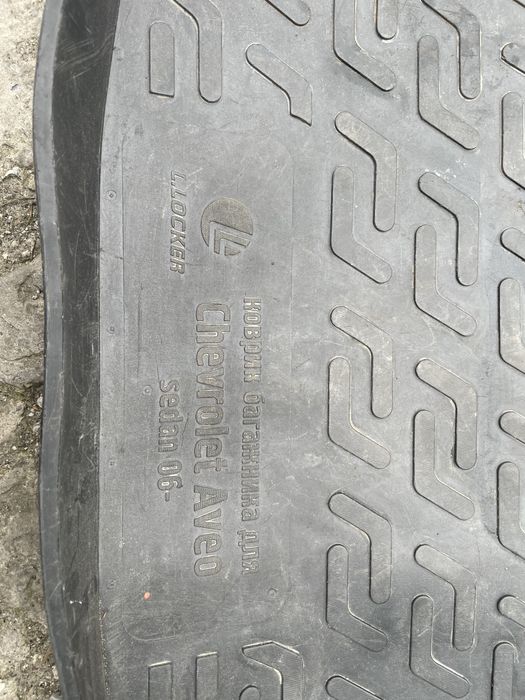 L.LOCKER
коврик багажника для
Chevrolet Aveo
sedan 06-